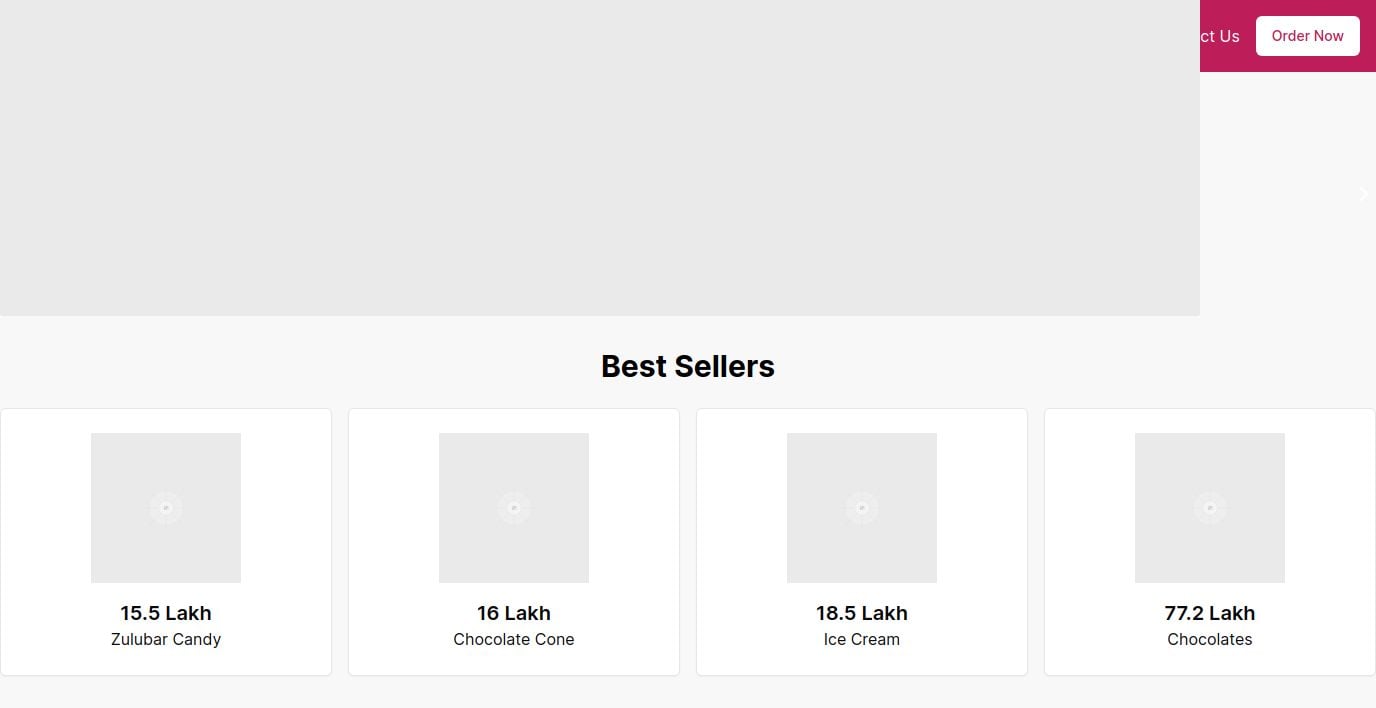 ct Us
Order Now
Best Sellers
15.5 Lakh
Zulubar Candy
16 Lakh
Chocolate Cone
18.5 Lakh
Ice Cream
77.2 Lakh
Chocolates